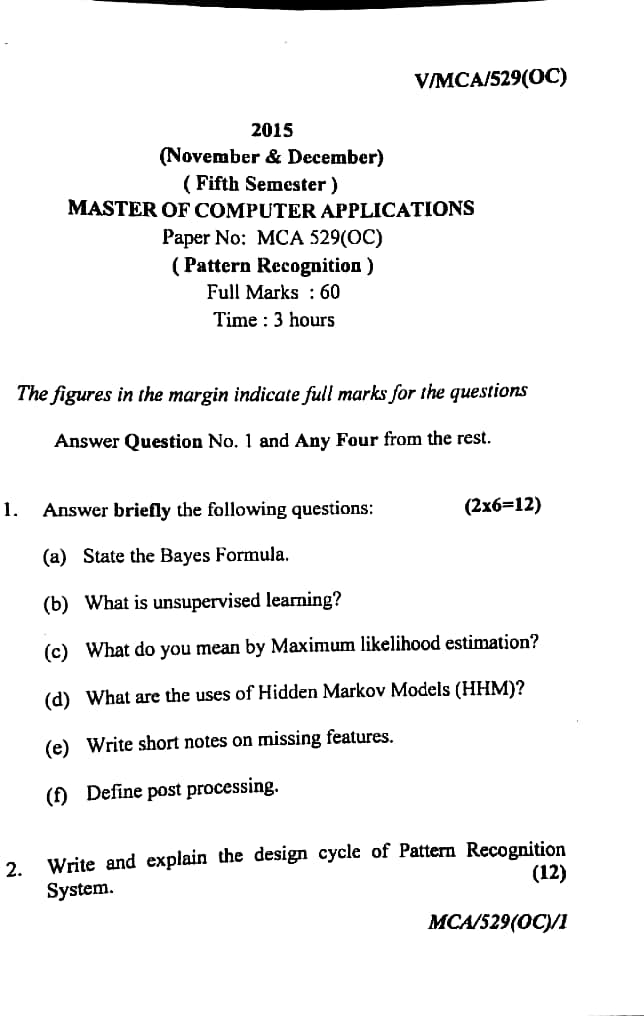 V/MCA/529(OC)
2015
(November & December)
( Fifth Semester )
MASTER OF COMPUTER APPLICATIONS
Paper No: MCA 529(OC)
( Pattern Recognition )
Full Marks : 60
Time : 3 hours
The figures in the margin indicate full marks for the questions
Answer Question No. 1 and Any Four from the rest.
1. Answer briefly the following questions: (2x6=12)
(a) State the Bayes Formula.
(b) What is unsupervised learning?
(c) What do you mean by Maximum likelihood estimation?
(d) What are the uses of Hidden Markov Models (HHM)?
(e) Write short notes on missing features.
(f) Define post processing.
2. Write and explain the design cycle of Pattern Recognition
System. (12)
MCA/529(OC)/1